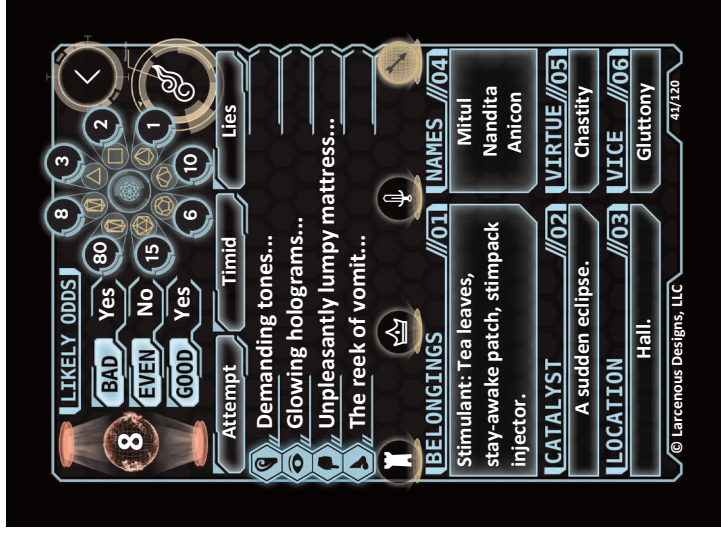 LIKELY ODDS
8 3
BAD Yes 80 2
8 EVEN No 15 1
GOOD Yes 6 10
Attempt Timid Lies
Demanding tones...
Glowing holograms...
Unpleasantly lumpy mattress...
The reek of vomit...
BELONGINGS //01
Stimulant: Tea leaves,
stay-awake patch, stimpack
injector.
NAMES //04
Mitul
Nandita
Anicon
CATALYST //02
A sudden eclipse.
VIRTUE //05
Chastity
LOCATION //03
Hall.
VICE //06
Gluttony
© Larcenous Designs, LLC 41/120